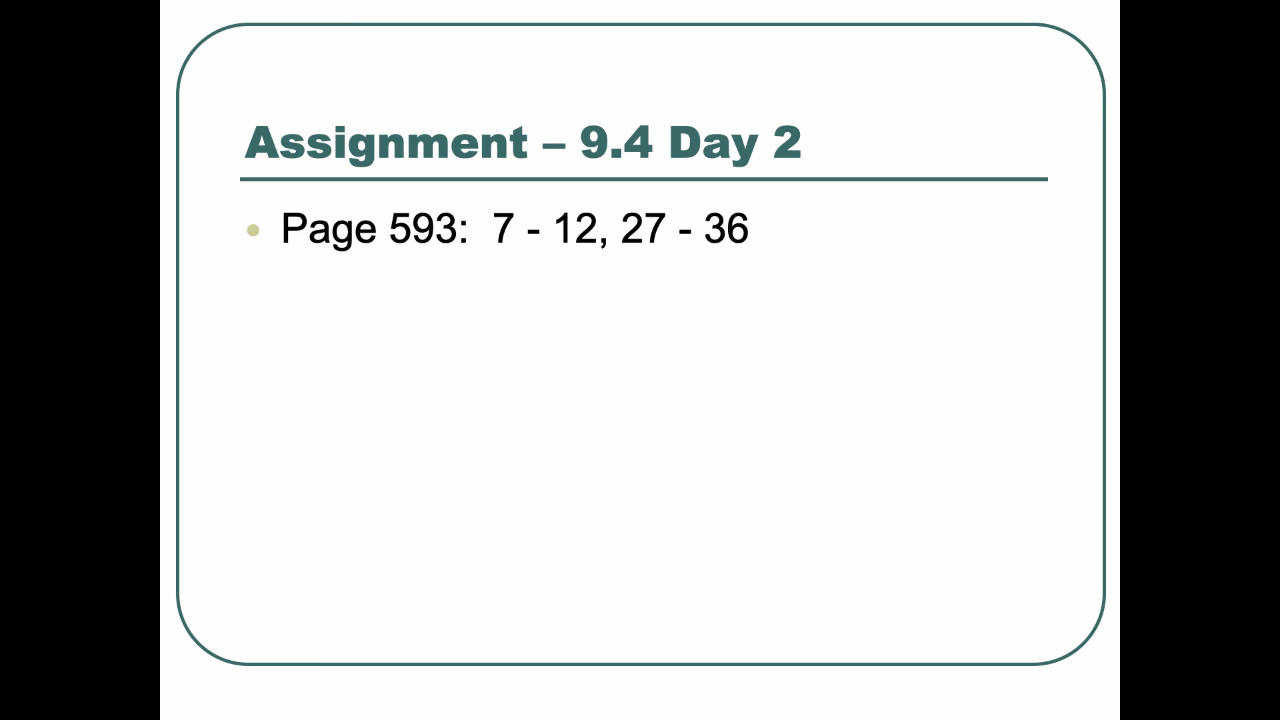 Assignment – 9.4 Day 2
Page 593:  7 - 12, 27 - 36